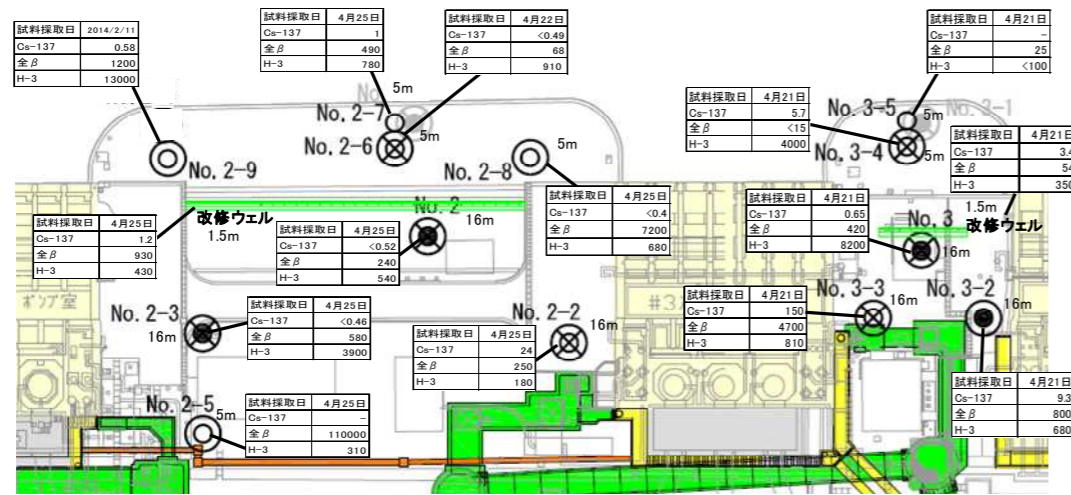 試料採取日 2014/2/11
Cs-137 0.58
全β 1200
H-3 13000
試料採取日 4月25日
Cs-137 1
全β 490
H-3 780
試料採取日 4月22日
Cs-137 <0.49
全β 68
H-3 910
試料採取日 4月21日
Cs-137 -
全β 25
H-3 <100
試料採取日 4月21日
Cs-137 5.7
全β <15
H-3 4000
試料採取日 4月21日
Cs-137 3.4
全β 54
H-3 350
5m
No. 2-7
5m
No. 2-6
No. 2-9
No. 2-8
5m
No. 3-5
No. 3-1
5m
No. 3-4
5m
改修ウェル
1.5m
No. 2
16m
1.5m
改修ウェル
No. 3
16m
試料採取日 4月25日
Cs-137 1.2
全β 930
H-3 430
試料採取日 4月25日
Cs-137 <0.52
全β 240
H-3 540
試料採取日 4月25日
Cs-137 <0.4
全β 7200
H-3 680
試料採取日 4月21日
Cs-137 0.65
全β 420
H-3 8200
ポンプ室
No. 2-3
16m
試料採取日 4月25日
Cs-137 <0.46
全β 580
H-3 3900
No. 2-2
16m
試料採取日 4月25日
Cs-137 24
全β 250
H-3 180
試料採取日 4月21日
Cs-137 150
全β 4700
H-3 810
No. 3-3
16m
No. 3-2
16m
No. 2-5
5m
試料採取日 4月25日
Cs-137 -
全β 110000
H-3 310
試料採取日 4月21日
Cs-137 9.3
全β 800
H-3 680